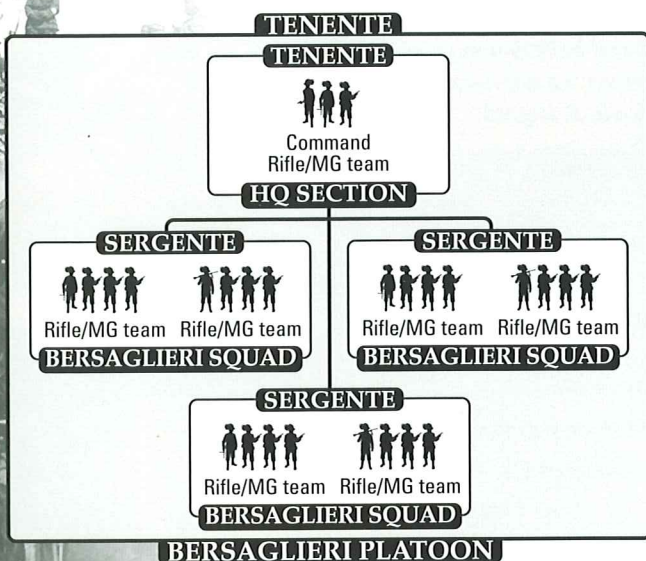 TENENTE
TENENTE
Command
Rifle/MG team
HQ SECTION
SERGENTE
Rifle/MG team Rifle/MG team
BERSAGLIERI SQUAD
SERGENTE
Rifle/MG team Rifle/MG team
BERSAGLIERI SQUAD
SERGENTE
Rifle/MG team Rifle/MG team
BERSAGLIERI SQUAD
BERSAGLIERI PLATOON